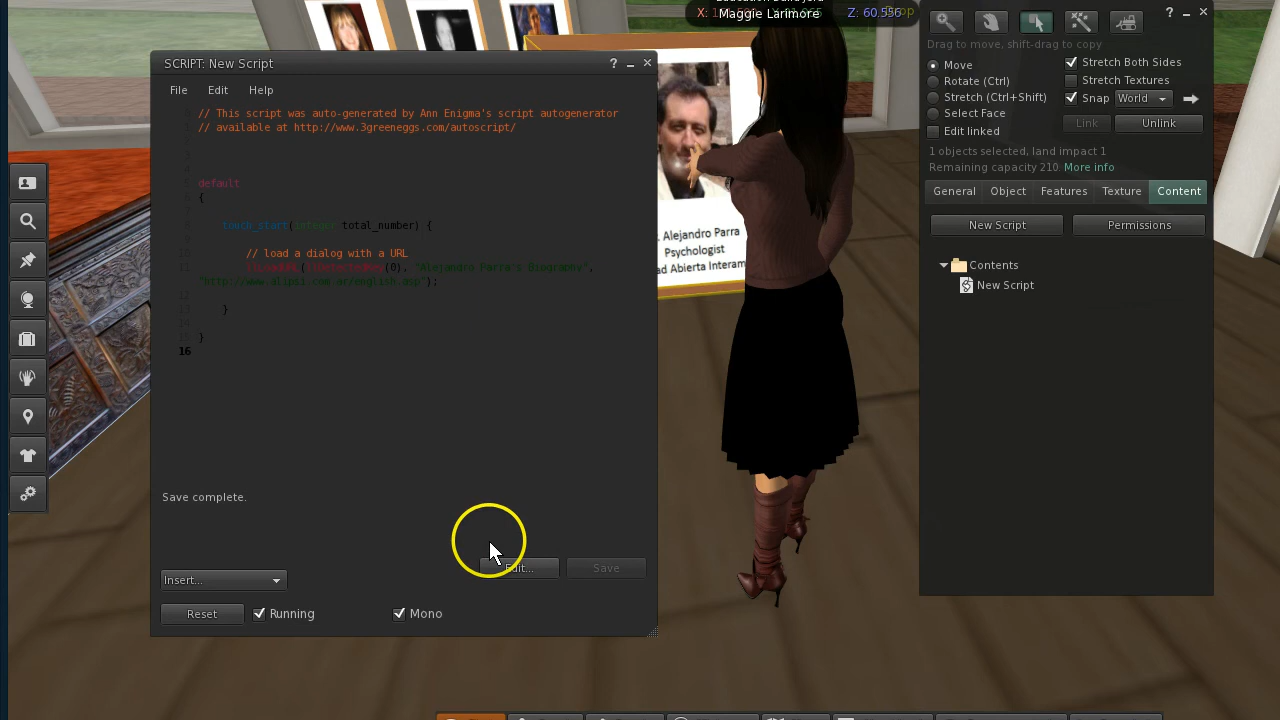 X:
Maggie Larimore
Z: 60.556
SCRIPT: New Script
?
File Edit Help
// This script was auto-generated by Ann Enigma's script autogenerator
// available at http://www.3greeneggs.com/autoscript/
default
{
touch_start(integer total_number) {
// load a dialog with a URL
llLoadURL(llDetectedKey(0), "Alejandro Parra's Biography",
"http://www.alipsi.com.ar/english.asp");
}
}
16
Save complete.
Edit...
Save
Insert...
Reset
Running
Mono
. Alejandro Parra
Psychologist
ad Abierta Interam
?
Drag to move, shift-drag to copy
Move
Rotate (Ctrl)
Stretch (Ctrl+Shift)
Select Face
Edit linked
Stretch Both Sides
Stretch Textures
Snap
World
Link
Unlink
1 objects selected, land impact 1
Remaining capacity 210. More info
General Object Features Texture Content
New Script
Permissions
Contents
New Script